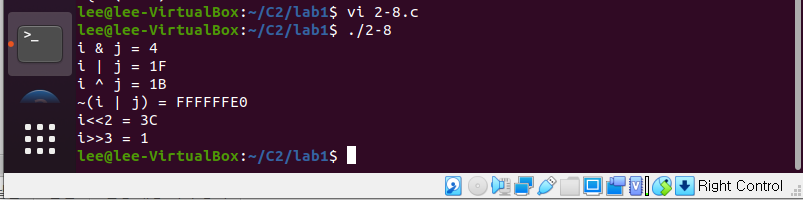 lee@lee-VirtualBox:~/C2/lab1$ vi 2-8.c
lee@lee-VirtualBox:~/C2/lab1$ ./2-8
i & j = 4
i | j = 1F
i ^ j = 1B
~(i | j) = FFFFFFE0
i<<2 = 3C
i>>3 = 1
lee@lee-VirtualBox:~/C2/lab1$
Right Control